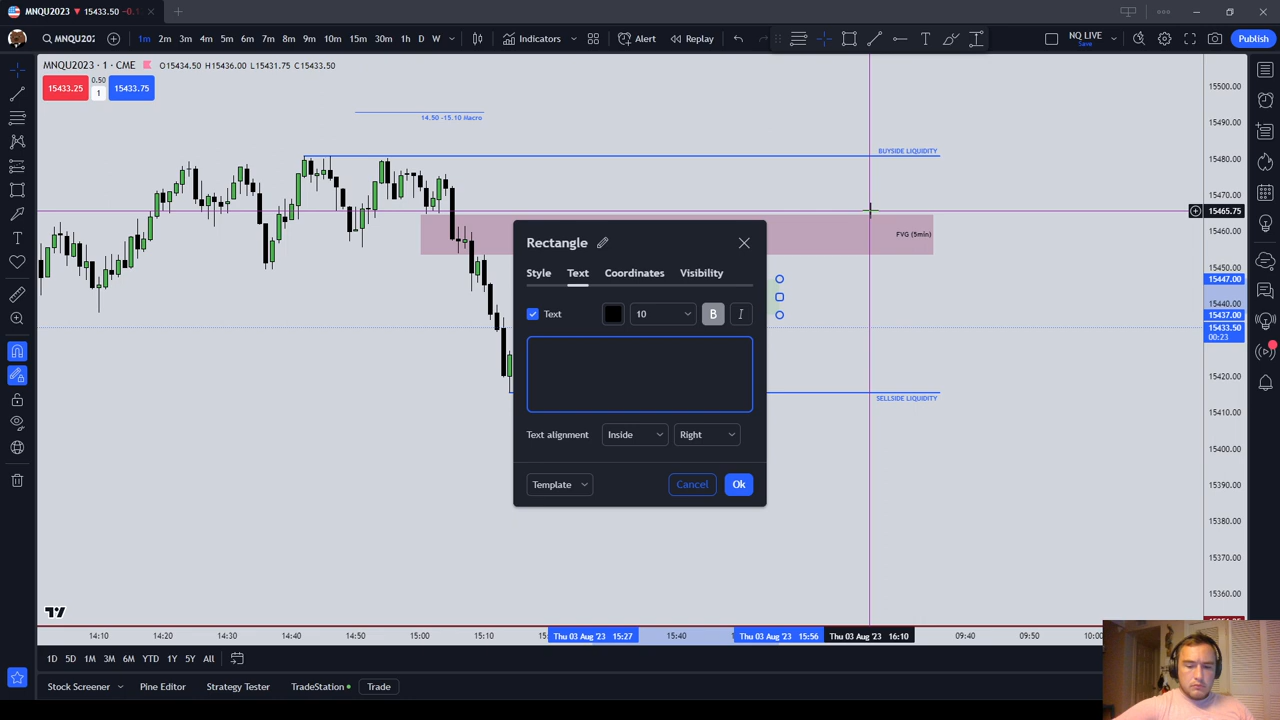 MNQU2023 15433.50 -0.1
MNQU202 1m 2m 3m 4m 5m 6m 7m 8m 9m 10m 15m 30m 1h D W Indicators Alert Replay NQ LIVE Save Publish
MNQU2023 · 1 · CME O15434.50 H15436.00 L15431.75 C15433.50
15433.25 0.50 1 15433.75
14.50 -15.10 Macro
BUYSIDE LIQUIDITY
FVG (5min)
SELLSIDE LIQUIDITY
Rectangle
Style Text Coordinates Visibility
Text 10 B I
Text alignment Inside Right
Template Cancel Ok
15500.00
15490.00
15480.00
15470.00
15465.75
15460.00
15450.00
15447.00
15440.00
15437.00
15433.50
00:23
15420.00
15410.00
15400.00
15390.00
15380.00
15370.00
15360.00
14:10 14:20 14:30 14:40 14:50 15:00 15:10 Thu 03 Aug '23 15:27 15:40 Thu 03 Aug '23 15:56 Thu 03 Aug '23 16:10 09:40 09:50
1D 5D 1M 3M 6M YTD 1Y 5Y All
Stock Screener Pine Editor Strategy Tester TradeStation Trade